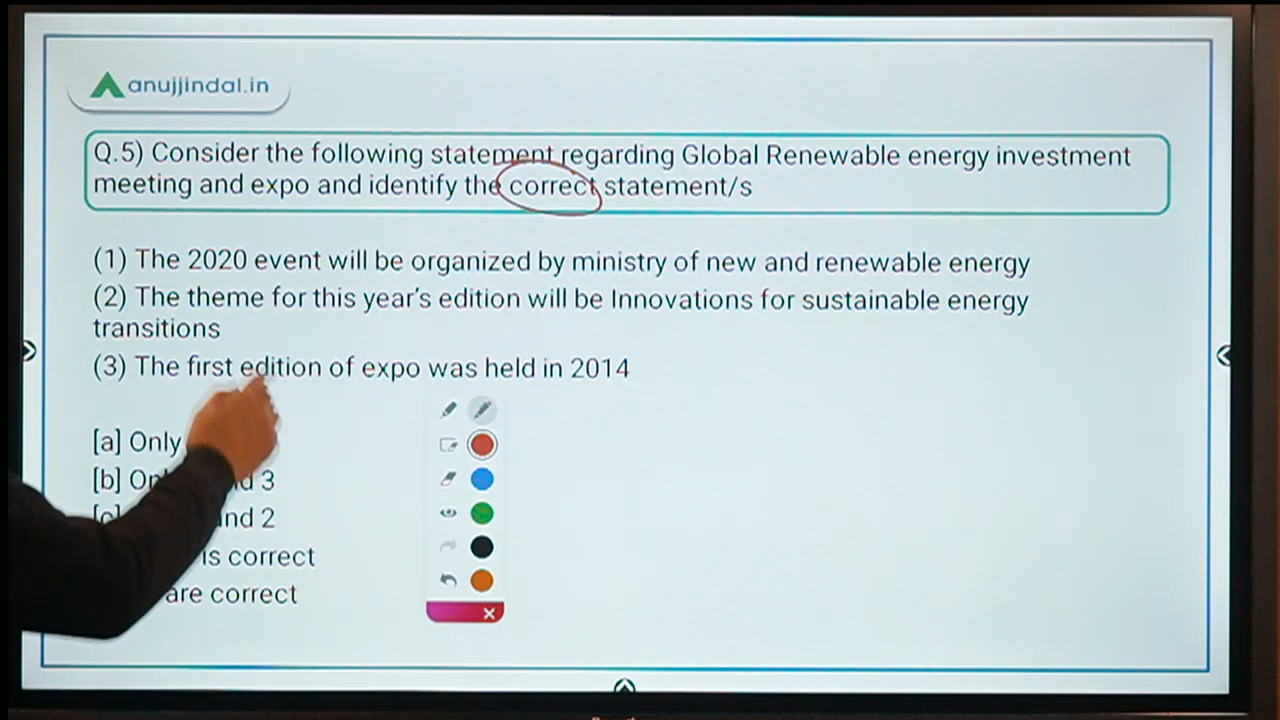 anujjindal.in
Q.5) Consider the following statement regarding Global Renewable energy investment
meeting and expo and identify the correct statement/s
(1) The 2020 event will be organized by ministry of new and renewable energy
(2) The theme for this year's edition will be Innovations for sustainable energy
transitions
(3) The first edition of expo was held in 2014
[a] Only
[b] 3
[c] and 2
is correct
are correct